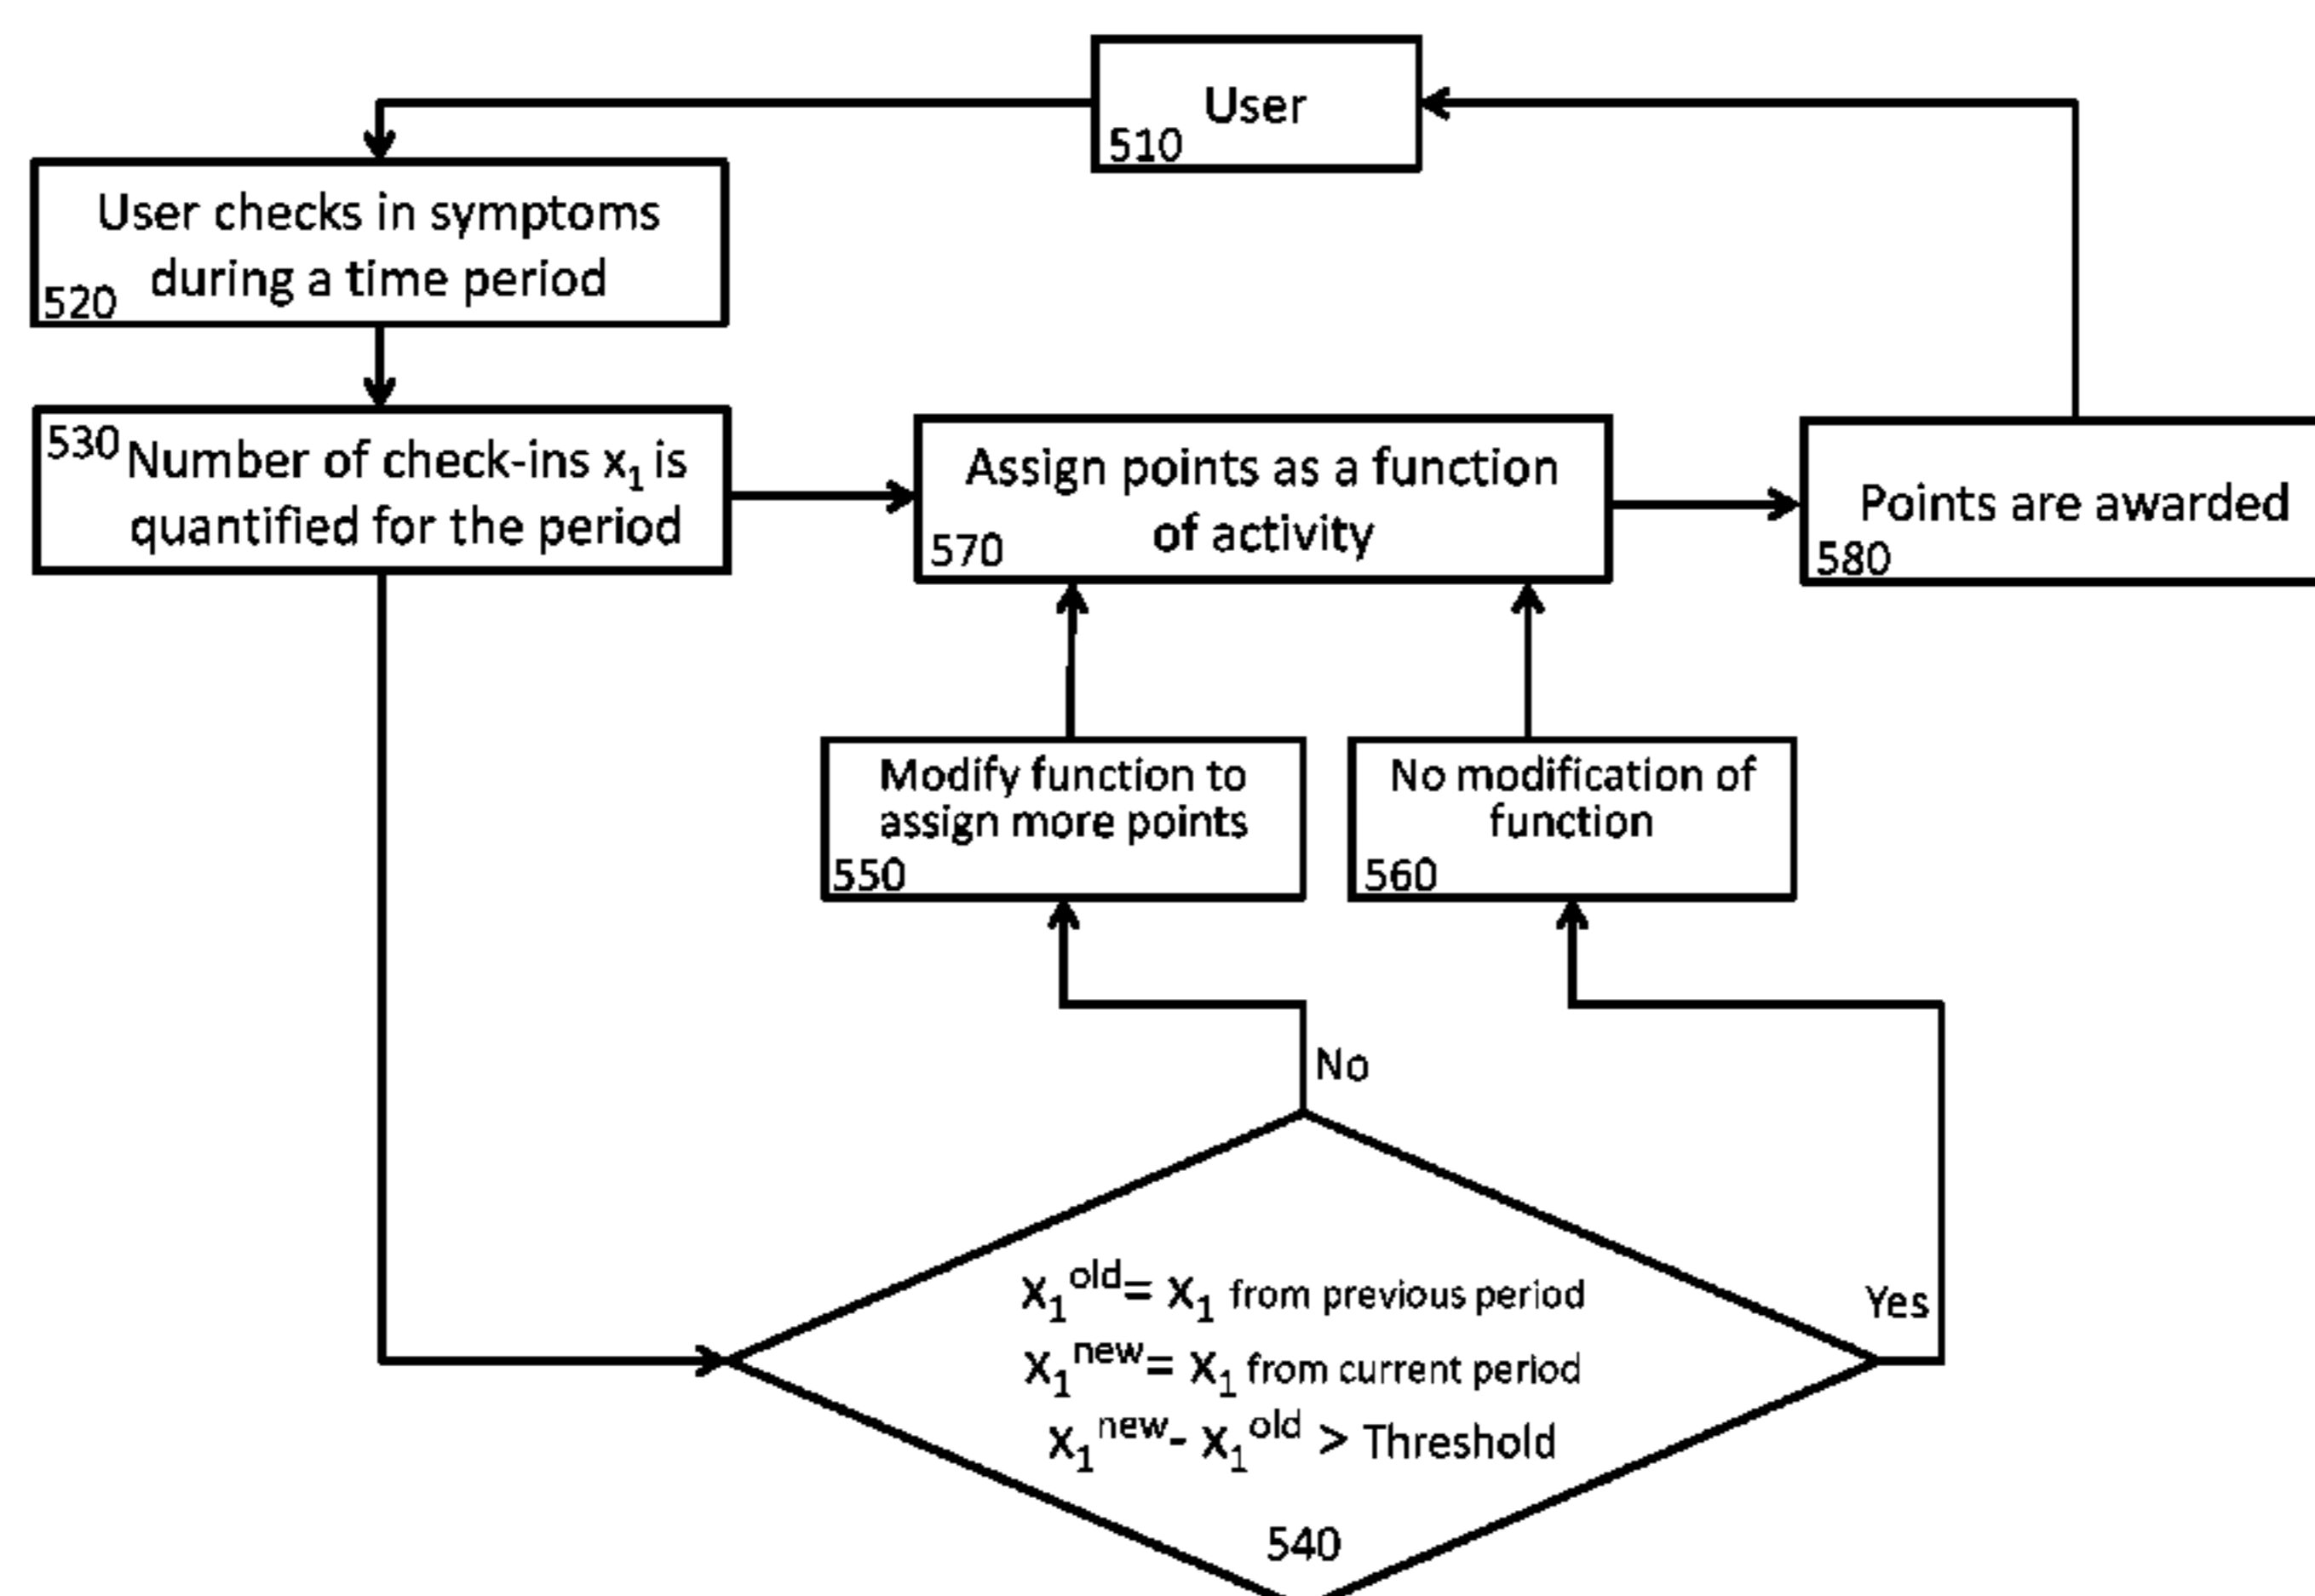 User
510
User checks in symptoms
during a time period
520
530
Number of check-ins x₁ is
quantified for the period
Assign points as a function
of activity
570
Points are awarded
580
Modify function to
assign more points
550
No modification of
function
560
No
Yes
x₁ᵒˡᵈ= x₁ from previous period
x₁ⁿᵉʷ= x₁ from current period
x₁ⁿᵉʷ- x₁ᵒˡᵈ > Threshold
540